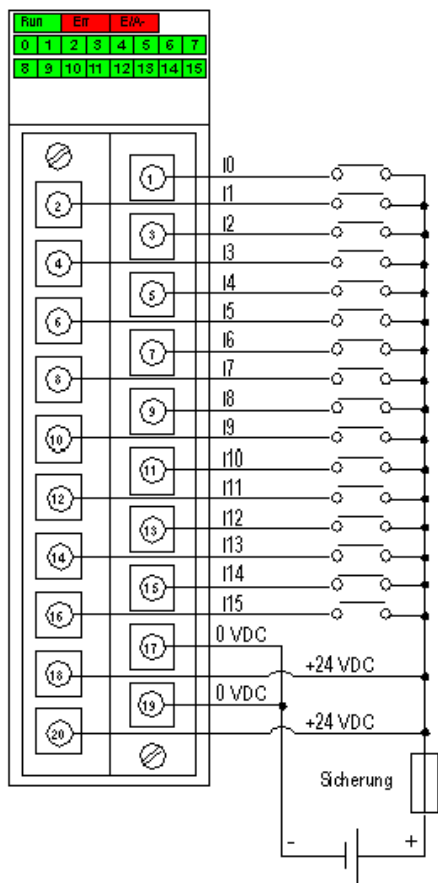 Run Err E/A-
0 1 2 3 4 5 6 7
8 9 10 11 12 13 14 15
1 I0
2 I1
3 I2
4 I3
5 I4
6 I5
7 I6
8 I7
9 I8
10 I9
11 I10
12 I11
13 I12
14 I13
15 I14
16 I15
17 0 VDC
18 +24 VDC
19 0 VDC
20 +24 VDC
Sicherung
- +